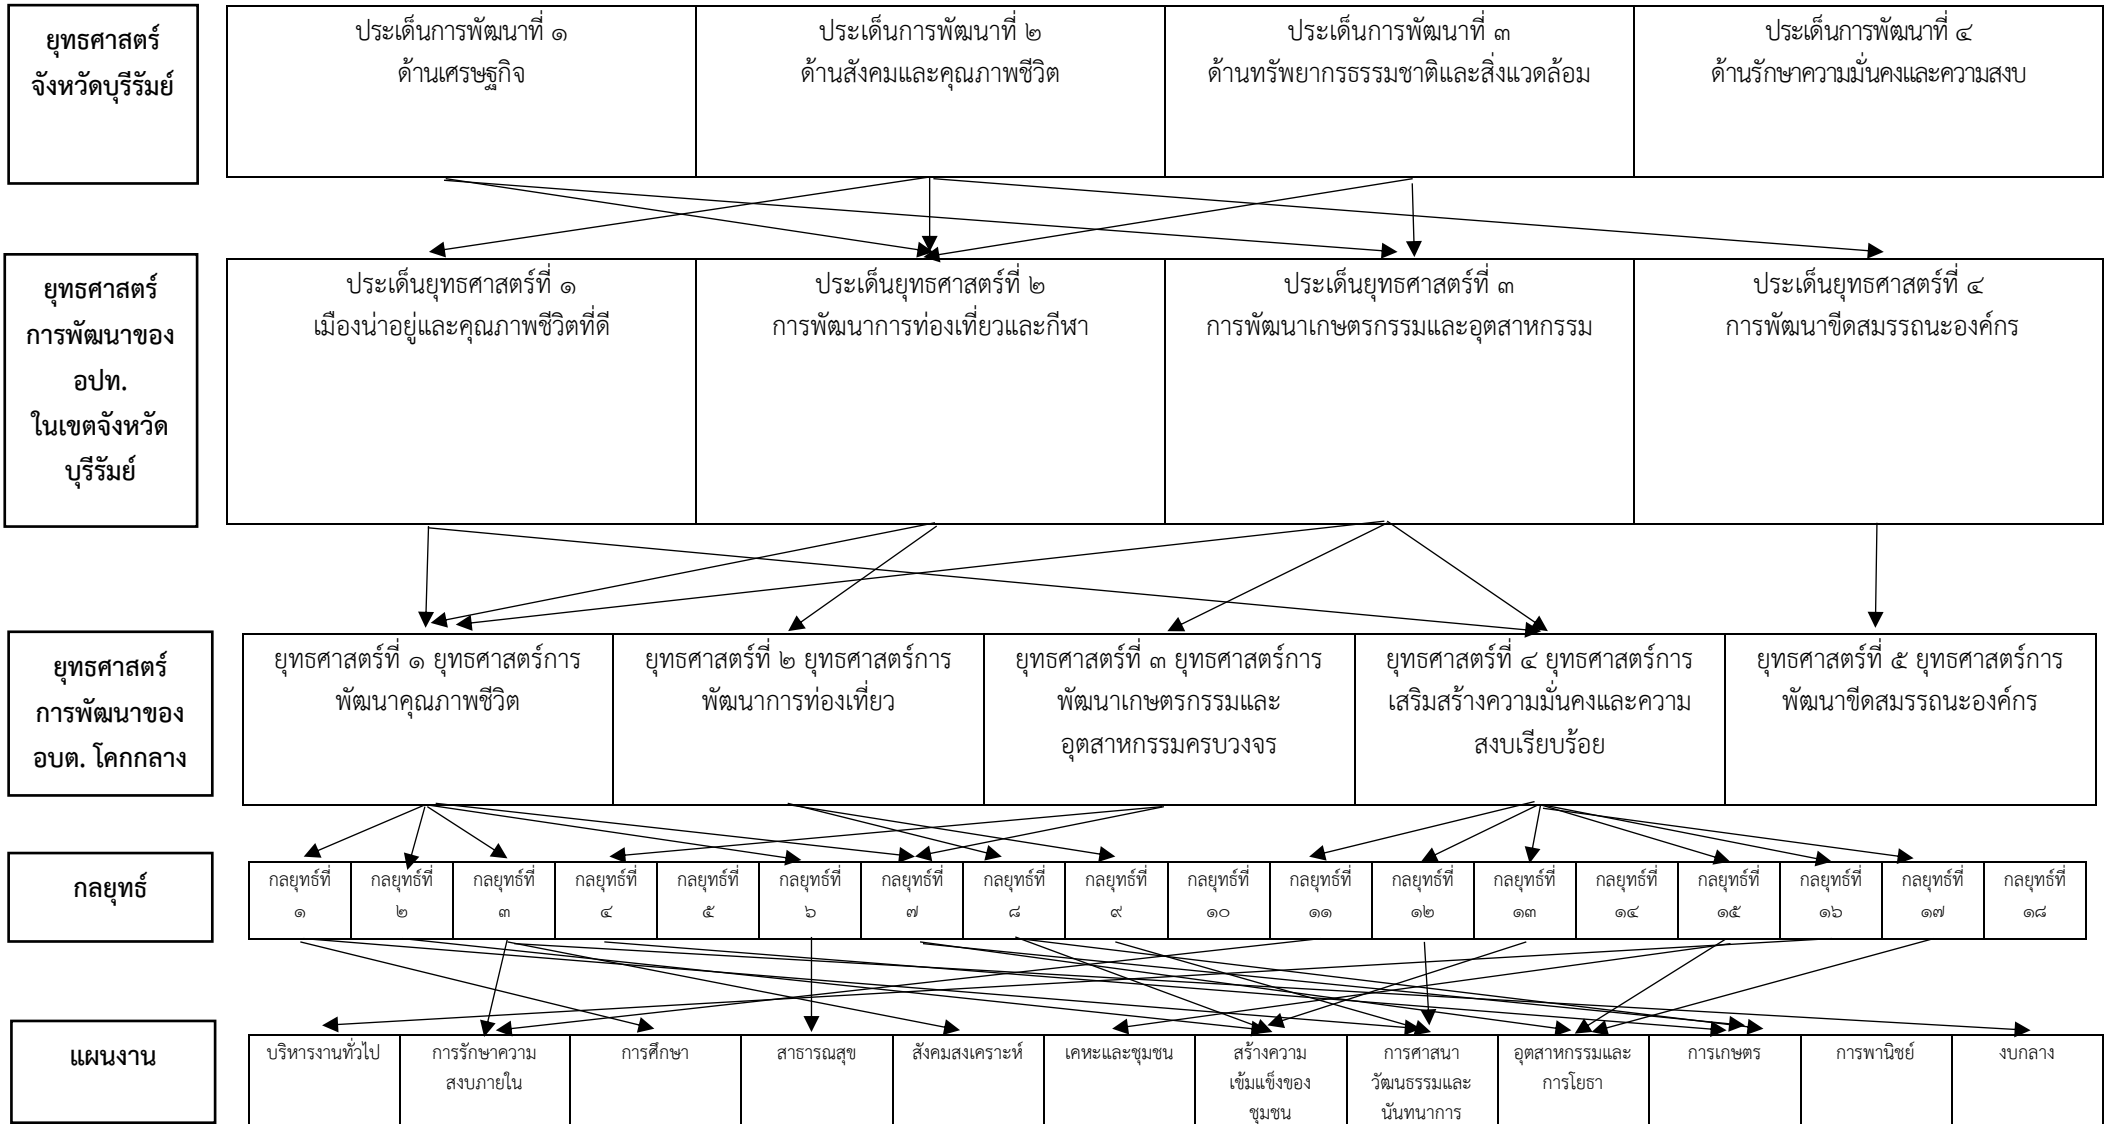 ยุทธศาสตร์
จังหวัดบุรีรัมย์
ประเด็นการพัฒนาที่ ๑
ด้านเศรษฐกิจ
ประเด็นการพัฒนาที่ ๒
ด้านสังคมและคุณภาพชีวิต
ประเด็นการพัฒนาที่ ๓
ด้านทรัพยากรธรรมชาติและสิ่งแวดล้อม
ประเด็นการพัฒนาที่ ๔
ด้านรักษาความมั่นคงและความสงบ
ยุทธศาสตร์
การพัฒนาของ
อปท.
ในเขตจังหวัด
บุรีรัมย์
ประเด็นยุทธศาสตร์ที่ ๑
เมืองน่าอยู่และคุณภาพชีวิตที่ดี
ประเด็นยุทธศาสตร์ที่ ๒
การพัฒนาการท่องเที่ยวและกีฬา
ประเด็นยุทธศาสตร์ที่ ๓
การพัฒนาเกษตรกรรมและอุตสาหกรรม
ประเด็นยุทธศาสตร์ที่ ๔
การพัฒนาขีดสมรรถนะองค์กร
ยุทธศาสตร์
การพัฒนาของ
อบต. โคกกลาง
ยุทธศาสตร์ที่ ๑ ยุทธศาสตร์การ
พัฒนาคุณภาพชีวิต
ยุทธศาสตร์ที่ ๒ ยุทธศาสตร์การ
พัฒนาการท่องเที่ยว
ยุทธศาสตร์ที่ ๓ ยุทธศาสตร์การ
พัฒนาเกษตรกรรมและ
อุตสาหกรรมครบวงจร
ยุทธศาสตร์ที่ ๔ ยุทธศาสตร์การ
เสริมสร้างความมั่นคงและความ
สงบเรียบร้อย
ยุทธศาสตร์ที่ ๕ ยุทธศาสตร์การ
พัฒนาขีดสมรรถนะองค์กร
กลยุทธ์
กลยุทธ์ที่
๑
กลยุทธ์ที่
๒
กลยุทธ์ที่
๓
กลยุทธ์ที่
๔
กลยุทธ์ที่
๕
กลยุทธ์ที่
๖
กลยุทธ์ที่
๗
กลยุทธ์ที่
๘
กลยุทธ์ที่
๙
กลยุทธ์ที่
๑๐
กลยุทธ์ที่
๑๑
กลยุทธ์ที่
๑๒
กลยุทธ์ที่
๑๓
กลยุทธ์ที่
๑๔
กลยุทธ์ที่
๑๕
กลยุทธ์ที่
๑๖
กลยุทธ์ที่
๑๗
กลยุทธ์ที่
๑๘
แผนงาน
บริหารงานทั่วไป
การรักษาความ
สงบภายใน
การศึกษา
สาธารณสุข
สังคมสงเคราะห์
เคหะและชุมชน
สร้างความ
เข้มแข็งของ
ชุมชน
การศาสนา
วัฒนธรรมและ
นันทนาการ
อุตสาหกรรมและ
การโยธา
การเกษตร
การพานิชย์
งบกลาง